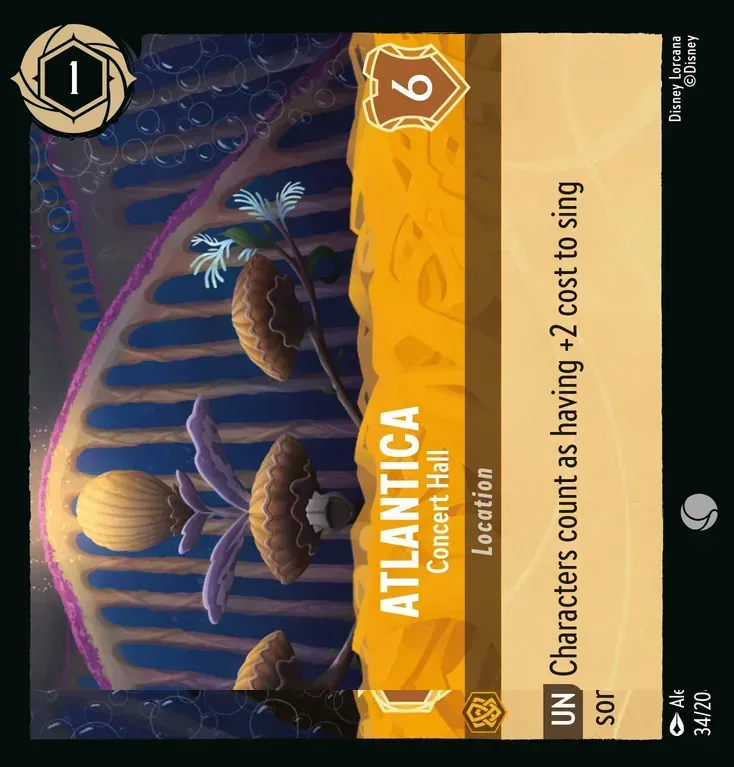 1
6
ATLANTICA
Concert Hall
Location
UN Characters count as having +2 cost to sing
sor
Ale
34/20
Disney Lorcana
©Disney